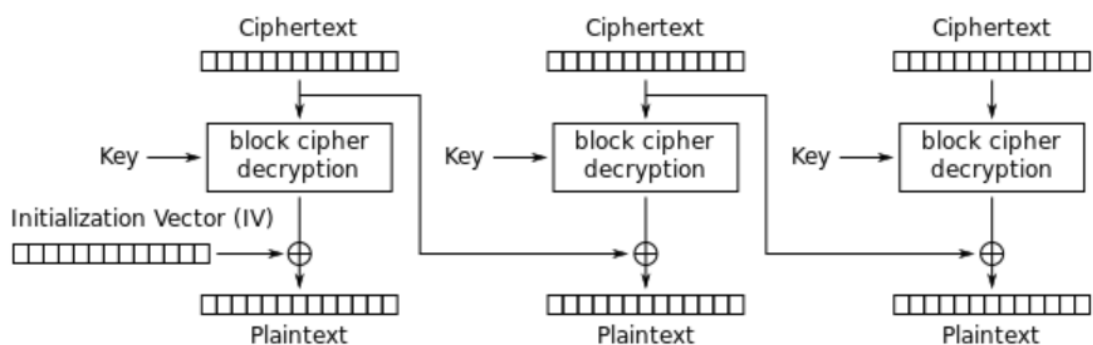 Ciphertext
Ciphertext
Ciphertext
Key
block cipher
decryption
Key
block cipher
decryption
Key
block cipher
decryption
Initialization Vector (IV)
Plaintext
Plaintext
Plaintext